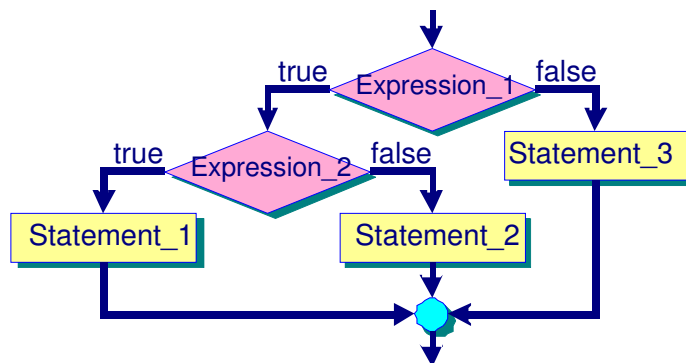 true
Expression_1
false
true
Expression_2
false
Statement_3
Statement_1
Statement_2